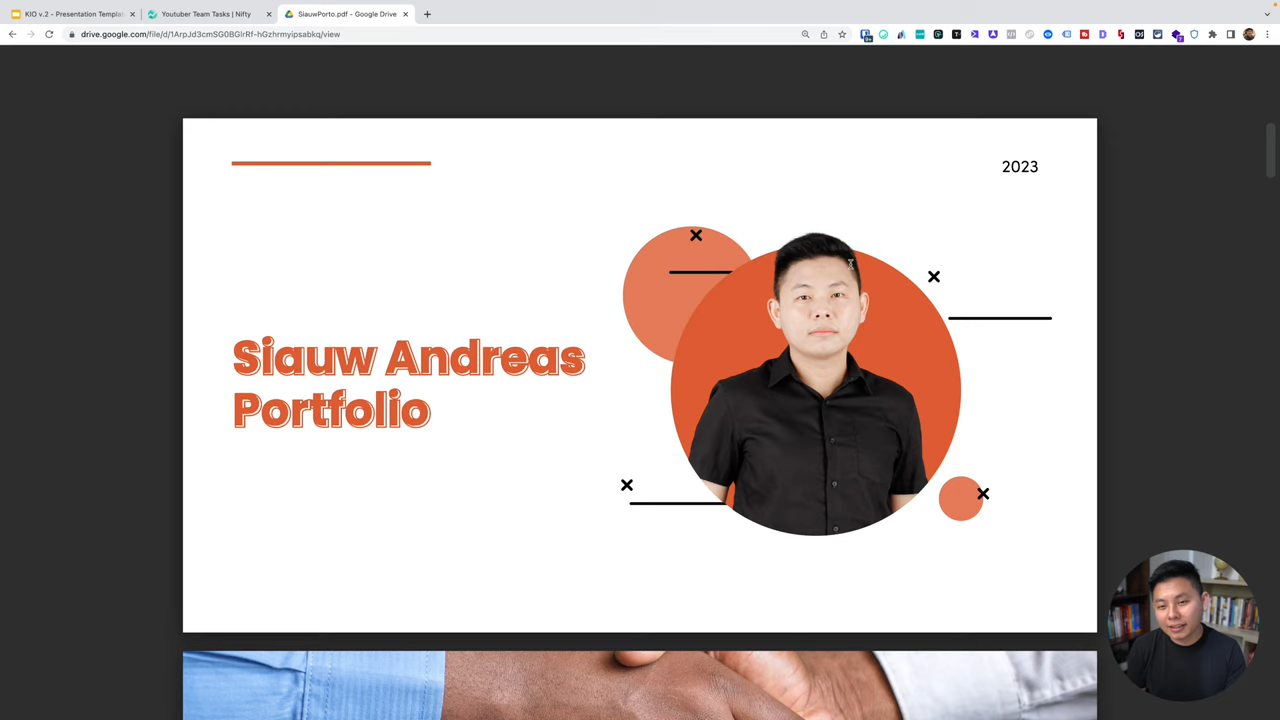 KIO v.2 - Presentation Templat
Youtuber Team Tasks | Nifty
SiauwPorto.pdf - Google Drive
drive.google.com/file/d/1ArpJd3cmSG0BGlrRf-hGzhrmyipsabkq/view
2023
Siauw Andreas
Portfolio